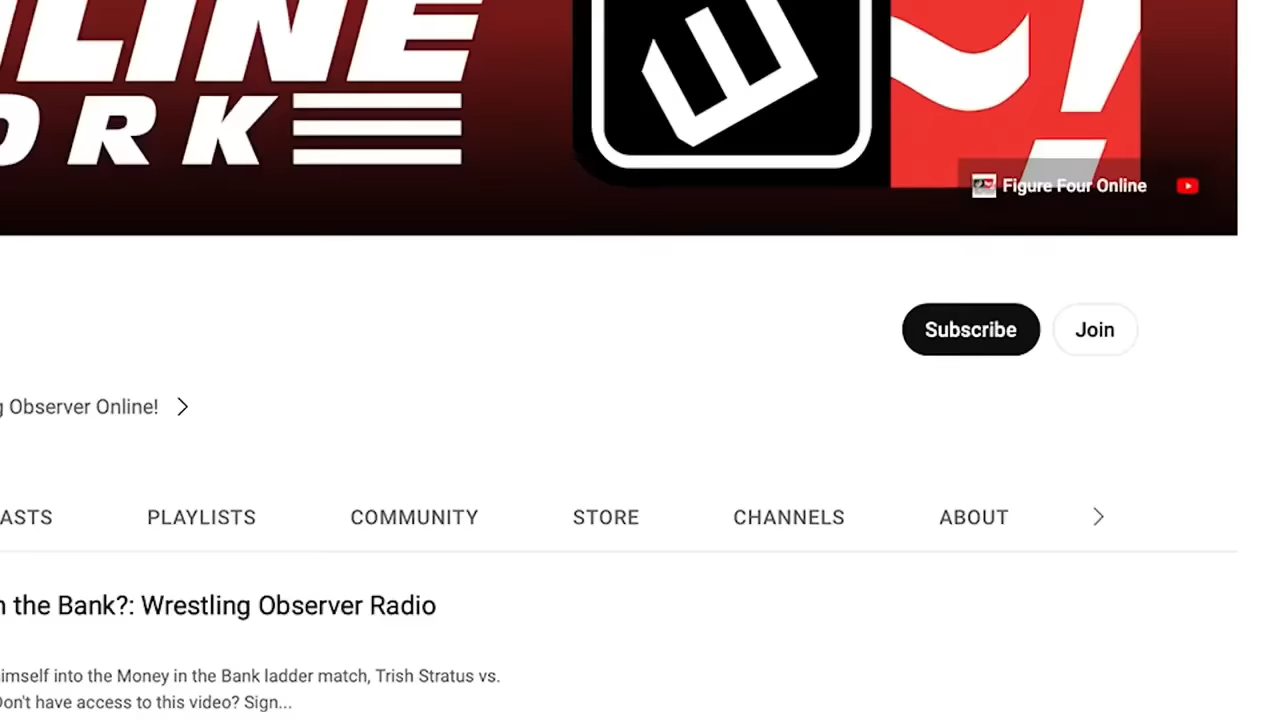 LINE
ORK
Figure Four Online
Subscribe
Join
g Observer Online!
ASTS
PLAYLISTS
COMMUNITY
STORE
CHANNELS
ABOUT
n the Bank?: Wrestling Observer Radio
imself into the Money in the Bank ladder match, Trish Stratus vs.
Don't have access to this video? Sign...